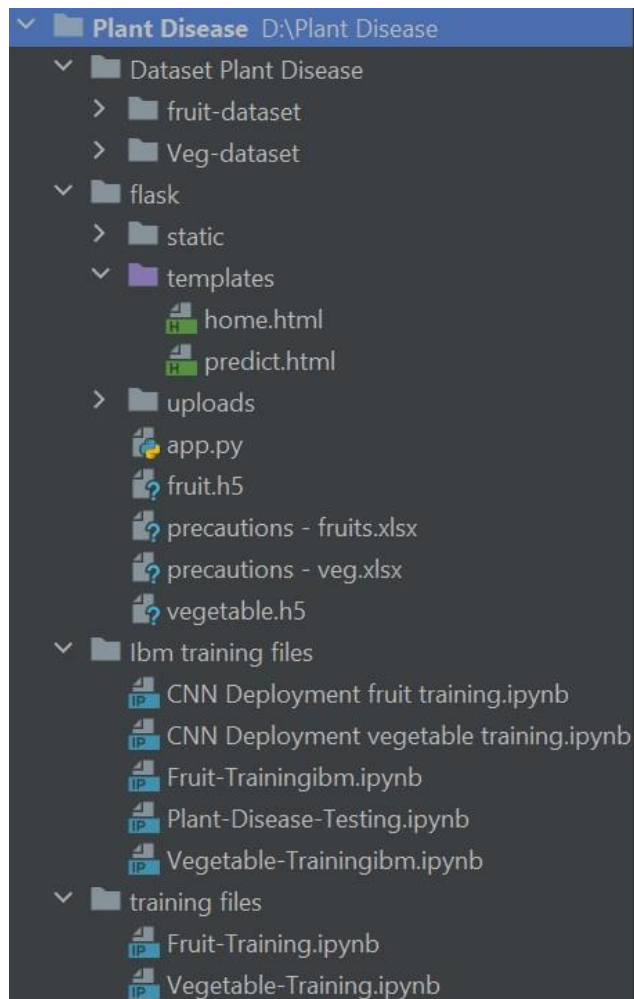 Plant Disease D:\Plant Disease
Dataset Plant Disease
fruit-dataset
Veg-dataset
flask
static
templates
home.html
predict.html
uploads
app.py
fruit.h5
precautions - fruits.xlsx
precautions - veg.xlsx
vegetable.h5
Ibm training files
CNN Deployment fruit training.ipynb
CNN Deployment vegetable training.ipynb
Fruit-Trainingibm.ipynb
Plant-Disease-Testing.ipynb
Vegetable-Trainingibm.ipynb
training files
Fruit-Training.ipynb
Vegetable-Training.ipynb